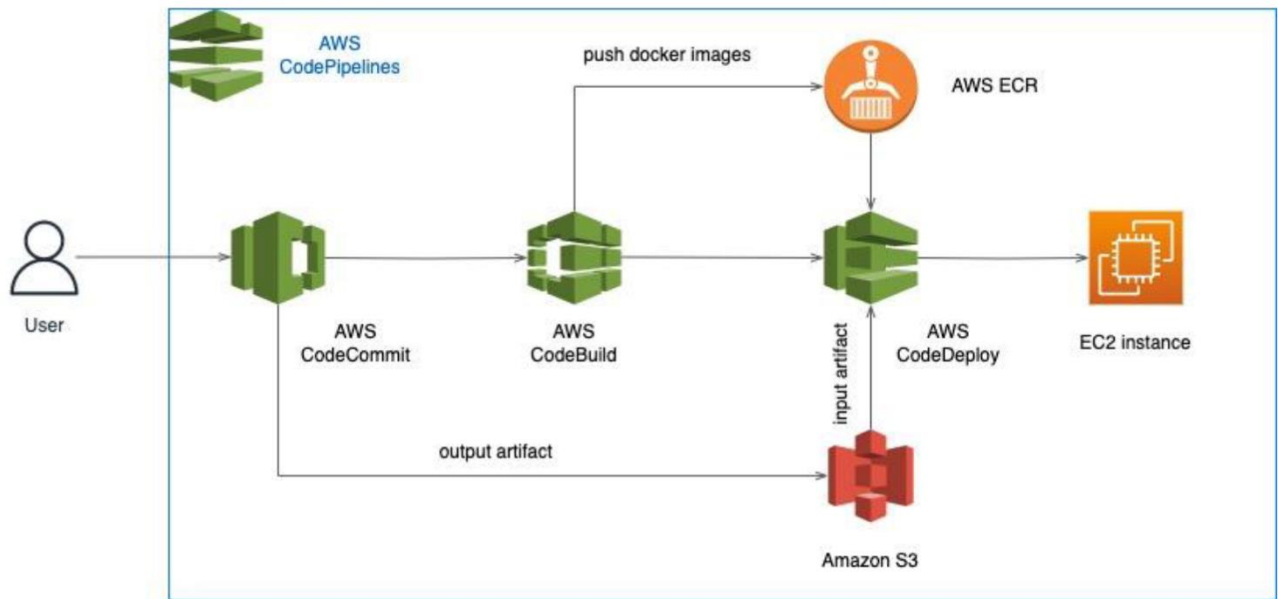 AWS
CodePipelines
push docker images
AWS ECR
User
AWS
CodeCommit
AWS
CodeBuild
AWS
CodeDeploy
EC2 instance
input artifact
output artifact
Amazon S3